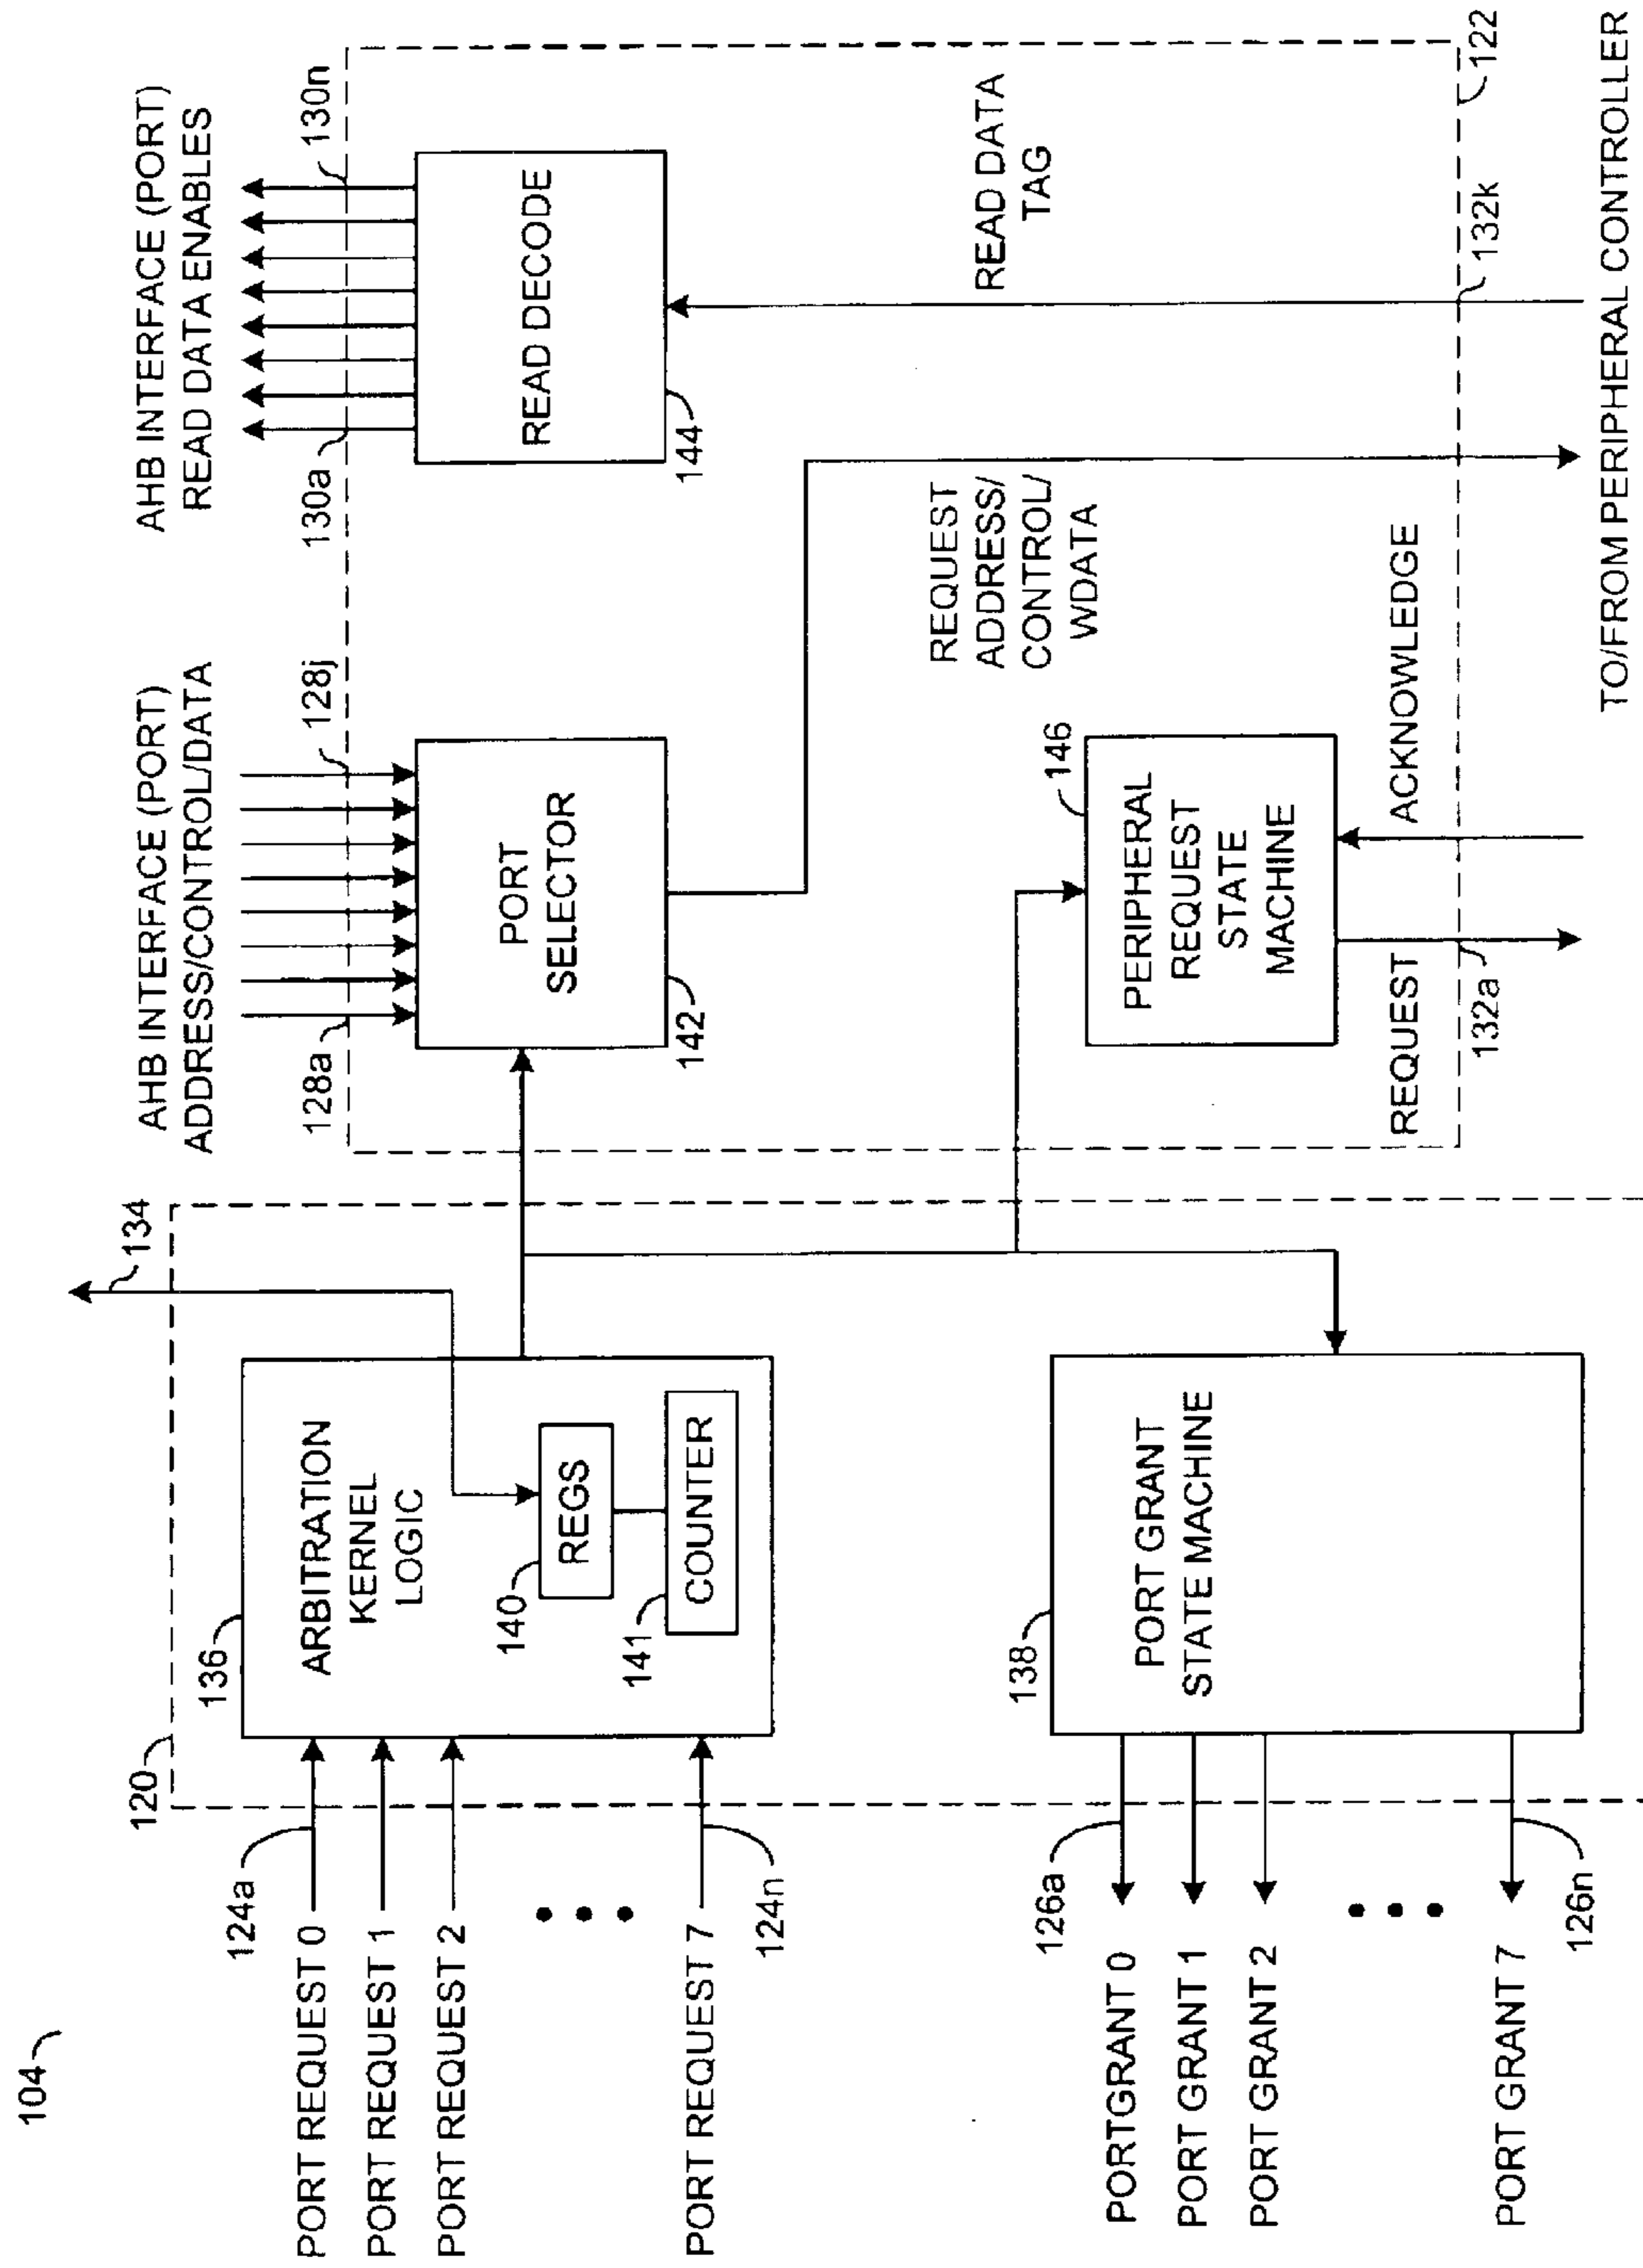 104
AHB INTERFACE (PORT)
ADDRESS/CONTROL/DATA
AHB INTERFACE (PORT)
READ DATA ENABLES
134
128a
128j
130a
130n
120
136
ARBITRATION
KERNEL
LOGIC
REGS
140
COUNTER
141
PORT
SELECTOR
142
READ DECODE
144
124a
PORT REQUEST 0
PORT REQUEST 1
PORT REQUEST 2
PORT REQUEST 7
124n
REQUEST
ADDRESS/
CONTROL/
WDATA
READ DATA
TAG
138
PORT GRANT
STATE MACHINE
146
PERIPHERAL
REQUEST
STATE
MACHINE
126a
PORTGRANT 0
PORT GRANT 1
PORT GRANT 2
PORT GRANT 7
126n
REQUEST
ACKNOWLEDGE
132a
132k
122
TO/FROM PERIPHERAL CONTROLLER